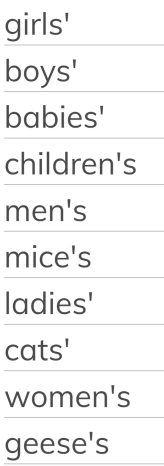 girls'
boys'
babies'
children's
men's
mice's
ladies'
cats'
women's
geese's